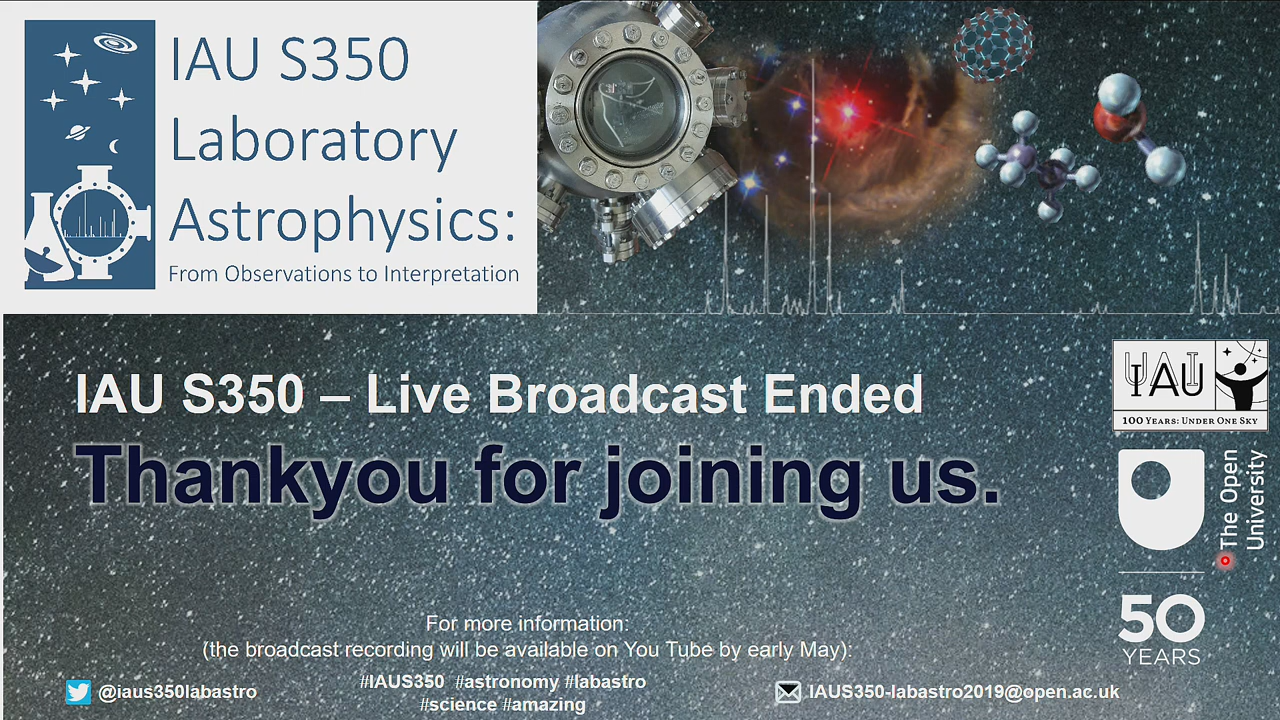 IAU S350
Laboratory
Astrophysics:
From Observations to Interpretation
IAU S350 – Live Broadcast Ended
Thankyou for joining us.
IAU
100 YEARS: UNDER ONE SKY
The Open
University
50
YEARS
For more information:
(the broadcast recording will be available on You Tube by early May):
@iaus350labastro
#IAUS350 #astronomy #labastro
#science #amazing
IAUS350-labastro2019@open.ac.uk